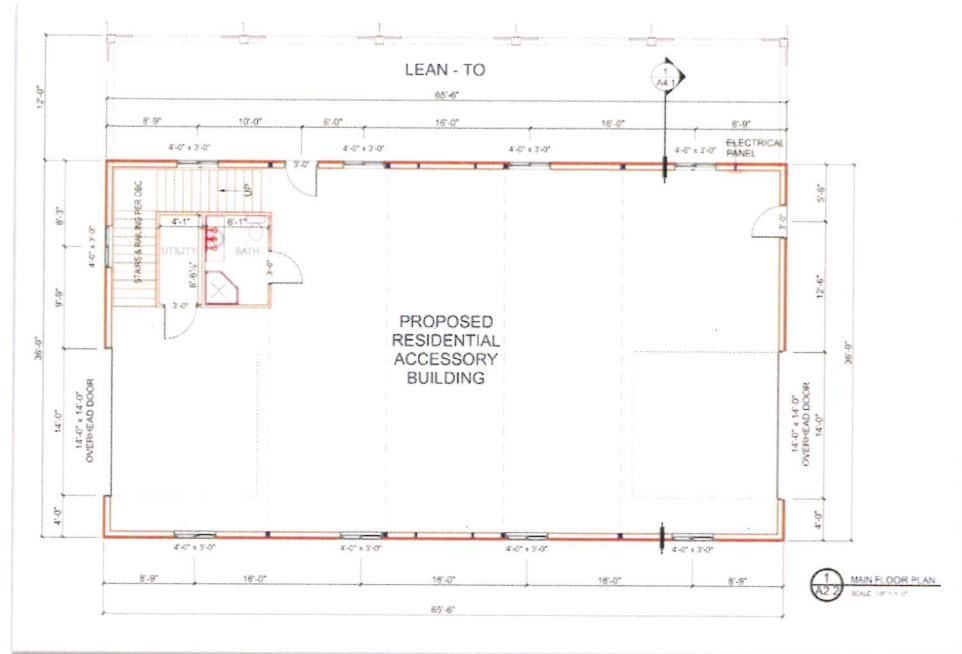 LEAN - TO
1
A4.1
65'-6"
12'-0"
8'-9"
10'-0"
6'-0"
16'-0"
16'-0"
8'-9"
4'-0" x 3'-0"
3'-0"
4'-0" x 3'-0"
4'-0" x 3'-0"
4'-0" x 3'-0"
ELECTRICAL
PANEL
STAIRS & RAILING PER OBC
UP
4'-1"
6'-1"
UTILITY
BATH
8'-6½"
3'-0"
3'-0"
8'-3"
4'-0" x 3'-0"
9'-9"
36'-0"
14'-0"
14'-0" x 14'-0"
OVERHEAD DOOR
4'-0"
PROPOSED
RESIDENTIAL
ACCESSORY
BUILDING
3'-0"
5'-6"
12'-6"
36'-0"
14'-0" x 14'-0"
OVERHEAD DOOR
14'-0"
4'-0"
4'-0" x 3'-0"
4'-0" x 3'-0"
4'-0" x 3'-0"
4'-0" x 3'-0"
8'-9"
16'-0"
16'-0"
16'-0"
8'-9"
65'-6"
1
A2.2
MAIN FLOOR PLAN
SCALE: 1/8" = 1'-0"